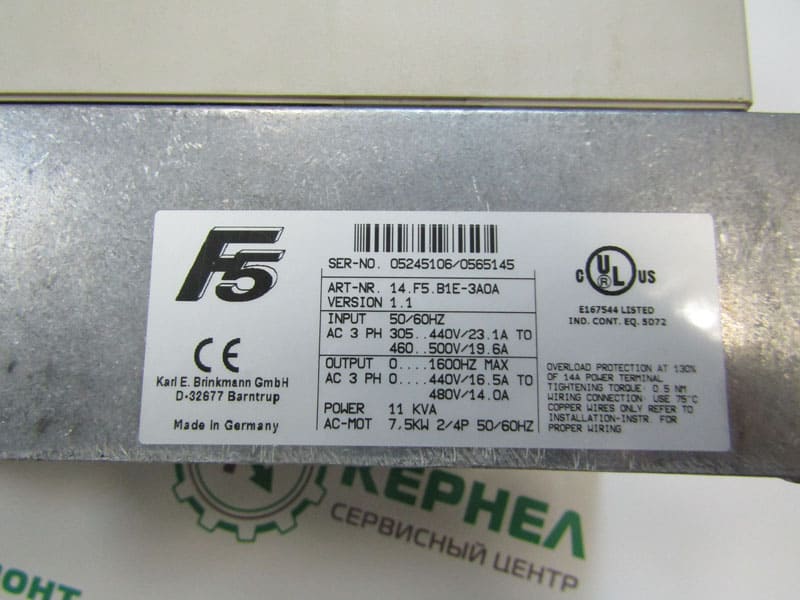 F5
SER-NO. 05245106/0565145
ART-NR. 14.F5.B1E-3A0A
VERSION 1.1
INPUT 50/60HZ
AC 3 PH 305..440V/23.1A TO
460..500V/19.6A
OUTPUT 0....1600HZ MAX
AC 3 PH 0....440V/16.5A TO
480V/14.0A
POWER 11 KVA
AC-MOT 7,5KW 2/4P 50/60HZ
CE
Karl E. Brinkmann GmbH
D-32677 Barntrup
Made in Germany
C UL US
E167544 LISTED
IND. CONT. EQ. 5072
OVERLOAD PROTECTION AT 130%
OF 14A POWER TERMINAL
TIGHTENING TORQUE: 0.5 NM
WIRING CONNECTION: USE 75°C
COPPER WIRES ONLY REFER TO
INSTALLATION-INSTR. FOR
PROPER WIRING
КЕРНЕЛ
СЕРВИСНЫЙ ЦЕНТР